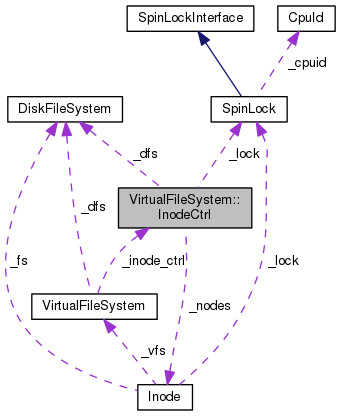 SpinLockInterface
CpuId
_cpuid
DiskFileSystem
SpinLock
_dfs
_lock
VirtualFileSystem::
InodeCtrl
_dfs
_fs
_inode_ctrl
_lock
VirtualFileSystem
_nodes
_vfs
Inode